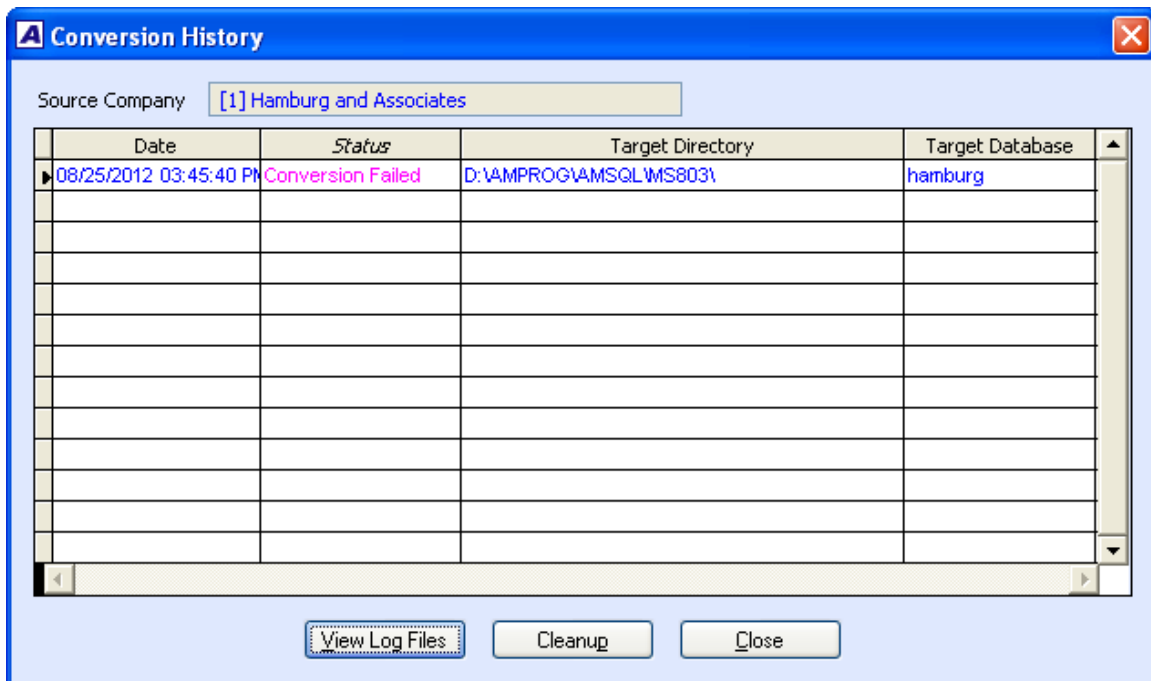 A Conversion History
Source Company [1] Hamburg and Associates
Date Status Target Directory Target Database
08/25/2012 03:45:40 PM Conversion Failed D:\AMPROG\AMSQL\MS803\ hamburg
View Log Files Cleanup Close